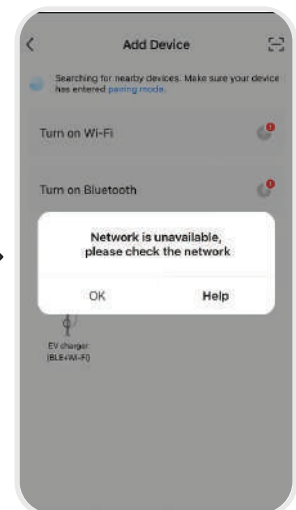 Add Device
Searching for nearby devices. Make sure your device
has entered pairing mode.
Turn on Wi-Fi
Turn on Bluetooth
Network is unavailable,
please check the network
OK
Help
EV charger
(BLE+Wi-Fi)